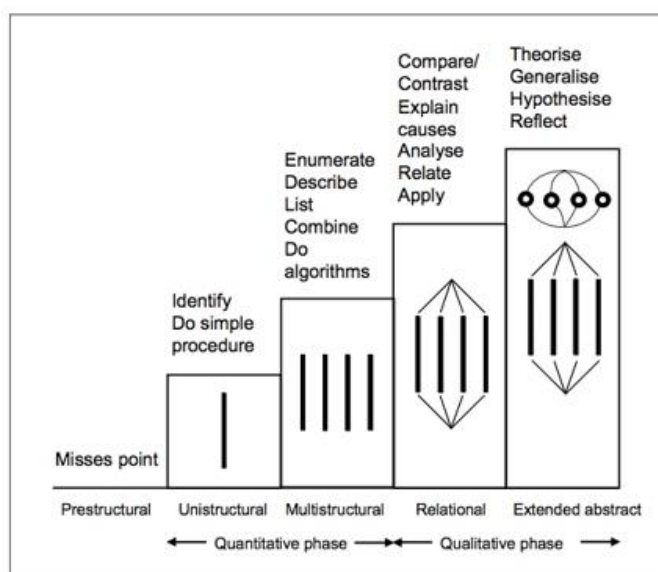 Misses point
Identify
Do simple
procedure
Enumerate
Describe
List
Combine
Do
algorithms
Compare/
Contrast
Explain
causes
Analyse
Relate
Apply
Theorise
Generalise
Hypothesise
Reflect
Prestructural
Unistructural
Multistructural
Relational
Extended abstract
Quantitative phase
Qualitative phase